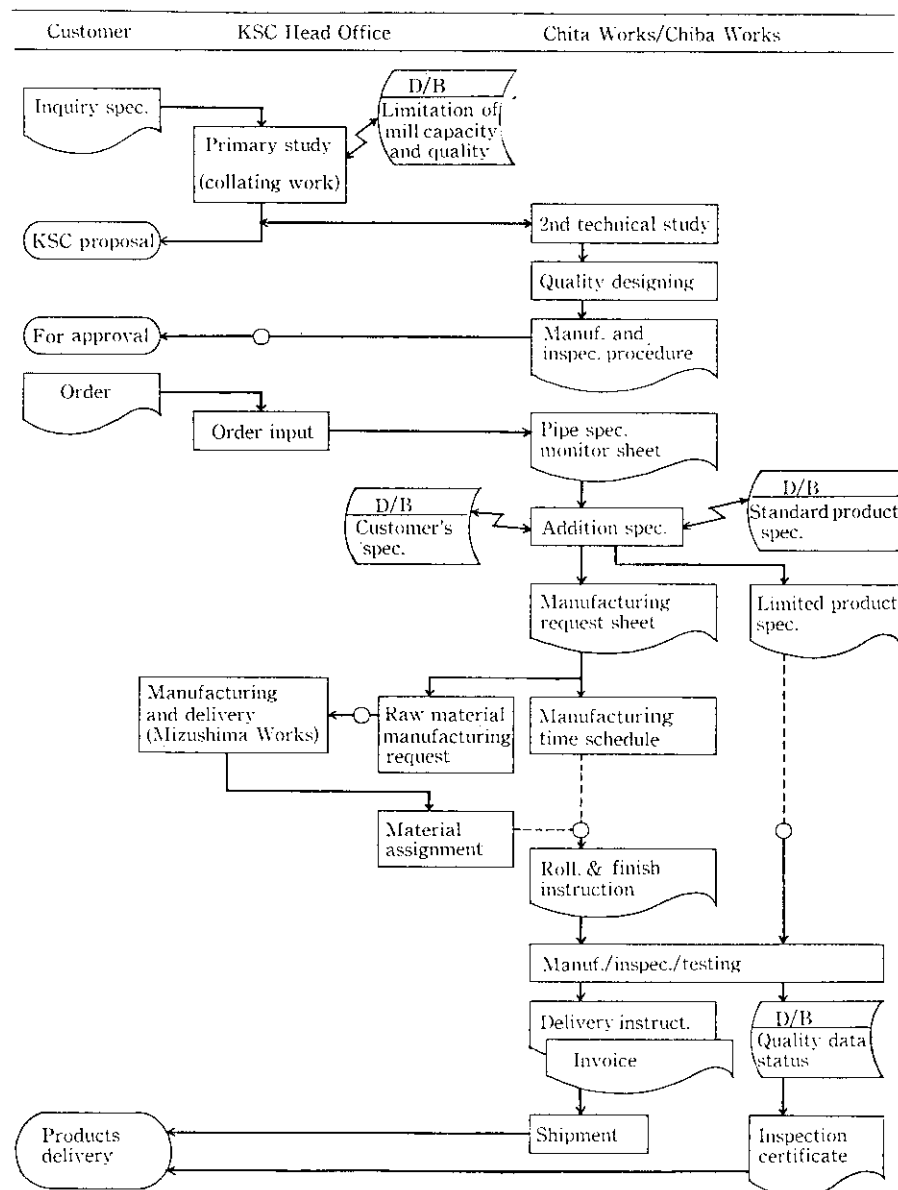 Customer
KSC Head Office
Chita Works/Chiba Works
Inquiry spec.
D/B
Limitation of
mill capacity
and quality
Primary study
(collating work)
KSC proposal
2nd technical study
Quality designing
For approval
Manuf. and
inspec. procedure
Order
Order input
Pipe spec.
monitor sheet
D/B
Customer's
spec.
Addition spec.
D/B
Standard product
spec.
Manufacturing
request sheet
Limited product
spec.
Manufacturing
and delivery
(Mizushima Works)
Raw material
manufacturing
request
Manufacturing
time schedule
Material
assignment
Roll. & finish
instruction
Manuf./inspec./testing
Delivery instruct.
Invoice
D/B
Quality data
status
Products
delivery
Shipment
Inspection
certificate